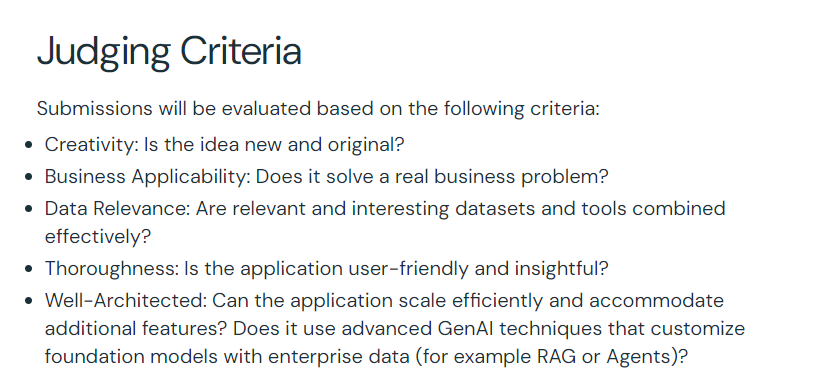 Judging Criteria
Submissions will be evaluated based on the following criteria:
• Creativity: Is the idea new and original?
• Business Applicability: Does it solve a real business problem?
• Data Relevance: Are relevant and interesting datasets and tools combined
effectively?
• Thoroughness: Is the application user-friendly and insightful?
• Well-Architected: Can the application scale efficiently and accommodate
additional features? Does it use advanced GenAI techniques that customize
foundation models with enterprise data (for example RAG or Agents)?